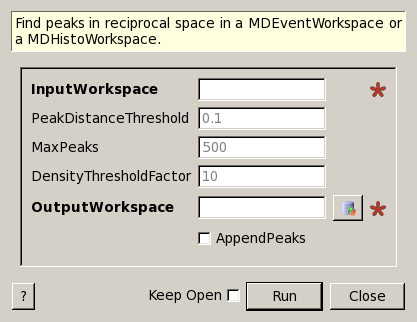 Find peaks in reciprocal space in a MDEventWorkspace or
a MDHistoWorkspace.
InputWorkspace
PeakDistanceThreshold 0.1
MaxPeaks 500
DensityThresholdFactor 10
OutputWorkspace
AppendPeaks
? Keep Open Run Close